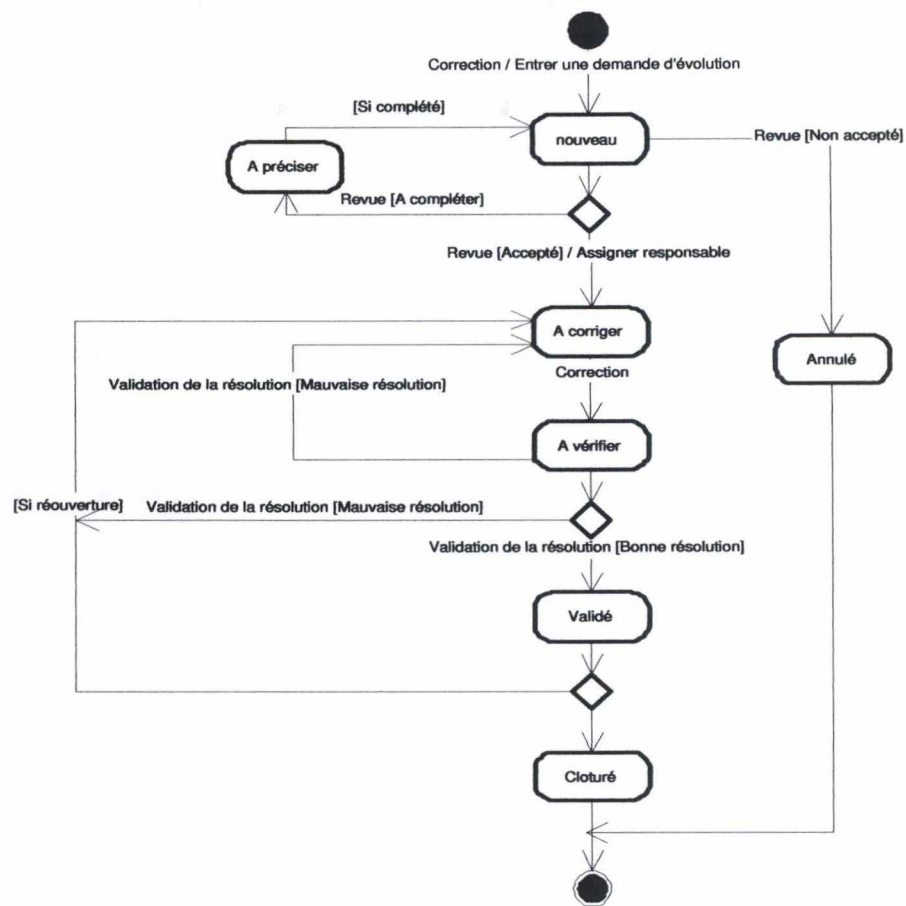 Correction / Entrer une demande d'évolution
[Si complété]
nouveau
Revue [Non accepté]
A préciser
Revue [A compléter]
Revue [Accepté] / Assigner responsable
A corriger
Annulé
Correction
Validation de la résolution [Mauvaise résolution]
A vérifier
[Si réouverture]
Validation de la résolution [Mauvaise résolution]
Validation de la résolution [Bonne résolution]
Validé
Cloturé